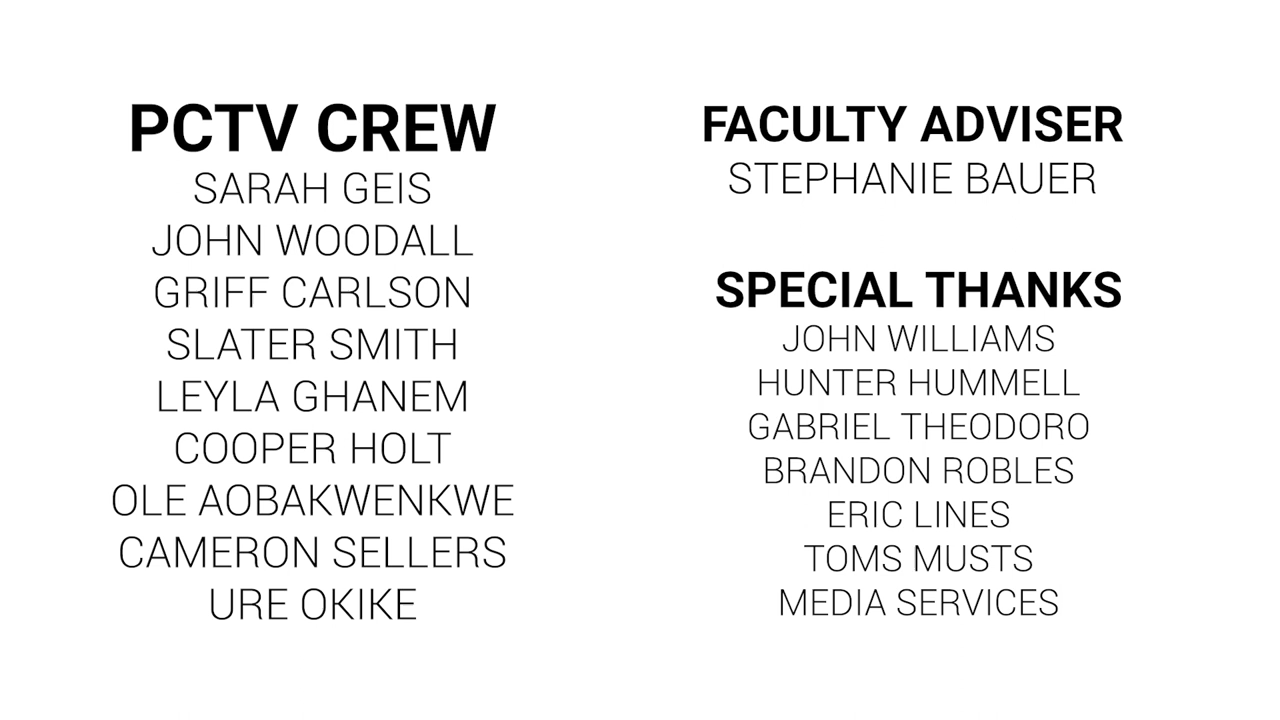 PCTV CREW
SARAH GEIS
JOHN WOODALL
GRIFF CARLSON
SLATER SMITH
LEYLA GHANEM
COOPER HOLT
OLE AOBAKWENKWE
CAMERON SELLERS
URE OKIKE
FACULTY ADVISER
STEPHANIE BAUER
SPECIAL THANKS
JOHN WILLIAMS
HUNTER HUMMELL
GABRIEL THEODORO
BRANDON ROBLES
ERIC LINES
TOMS MUSTS
MEDIA SERVICES